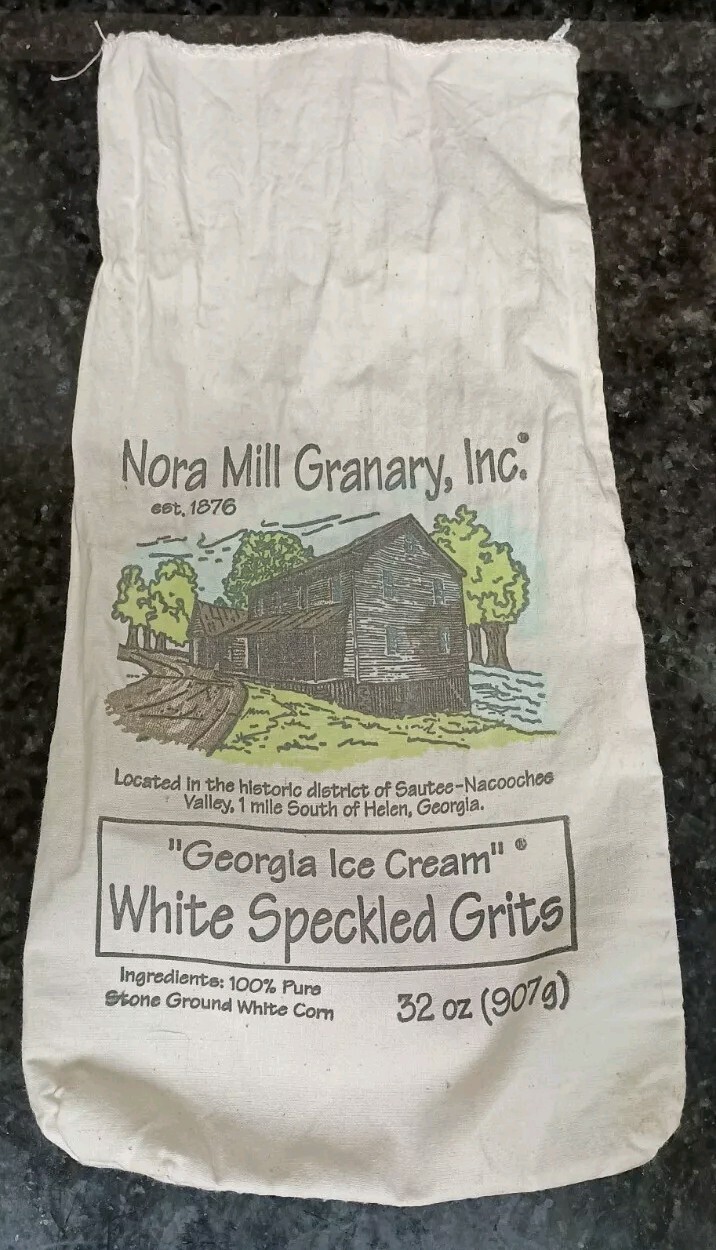 Nora Mill Granary, Inc.®
est. 1876
Located in the historic district of Sautee-Nacoochee
Valley, 1 mile South of Helen, Georgia.
"Georgia Ice Cream" ®
White Speckled Grits
Ingredients: 100% Pure
Stone Ground White Corn
32 oz (907g)